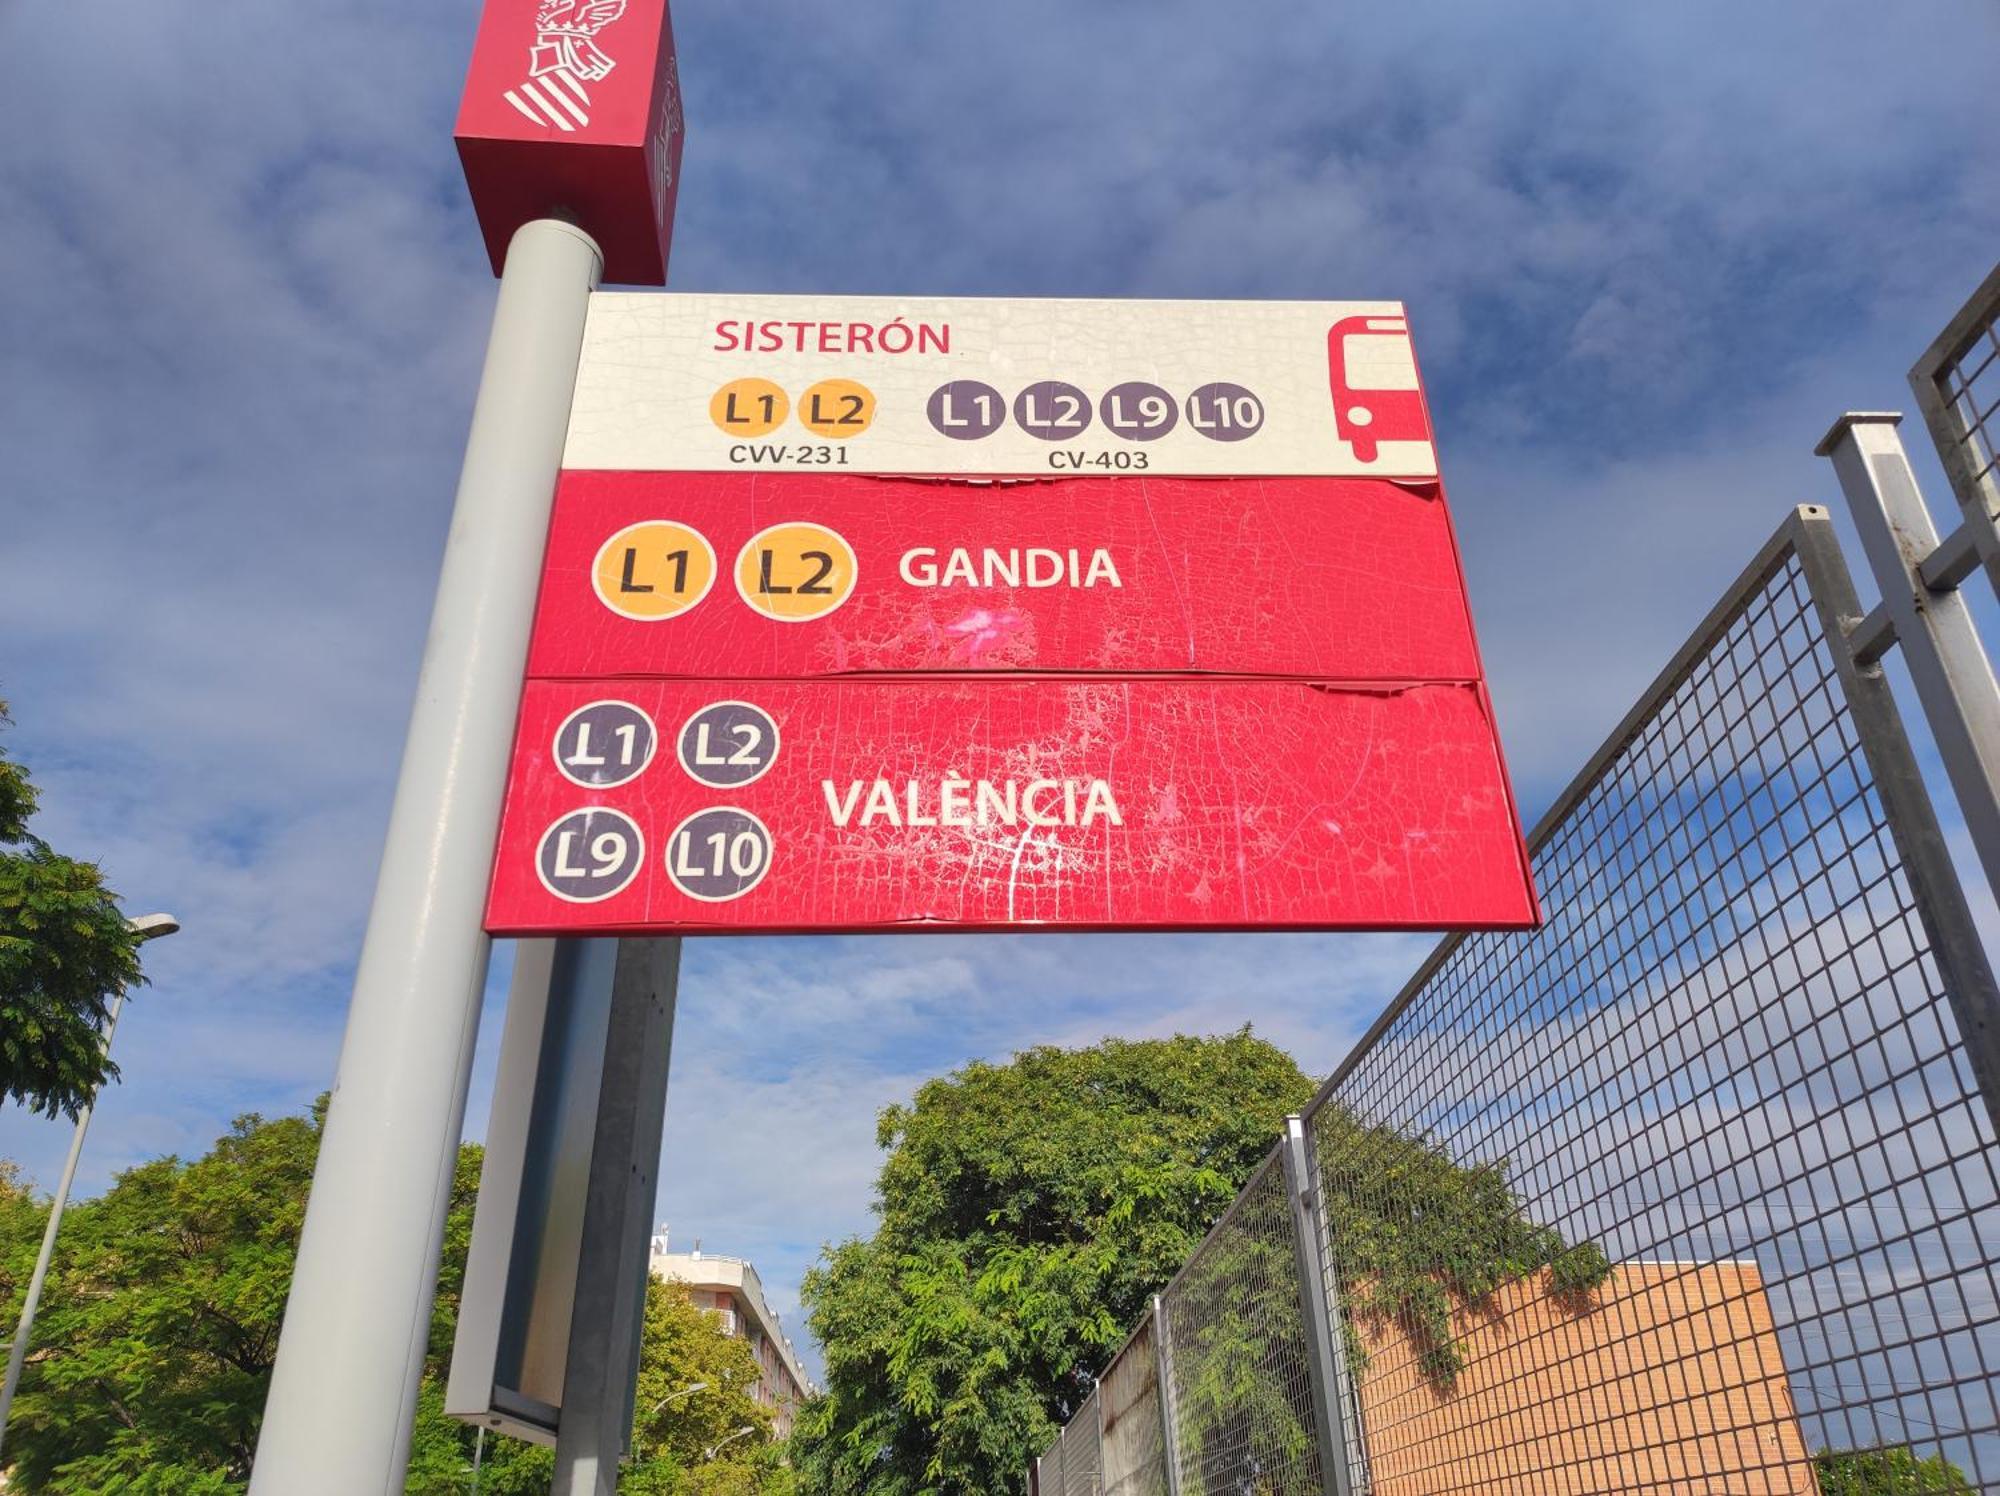 SISTERÓN
L1 L2 L1 L2 L9 L10
CVV-231 CV-403
L1 L2 GANDIA
L1 L2
VALÈNCIA
L9 L10